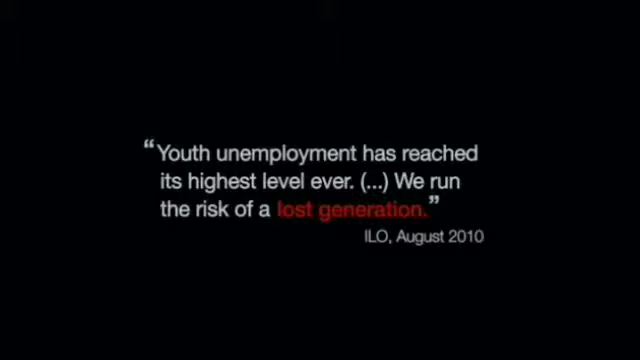 “Youth unemployment has reached
its highest level ever. (...) We run
the risk of a lost generation.”
ILO, August 2010